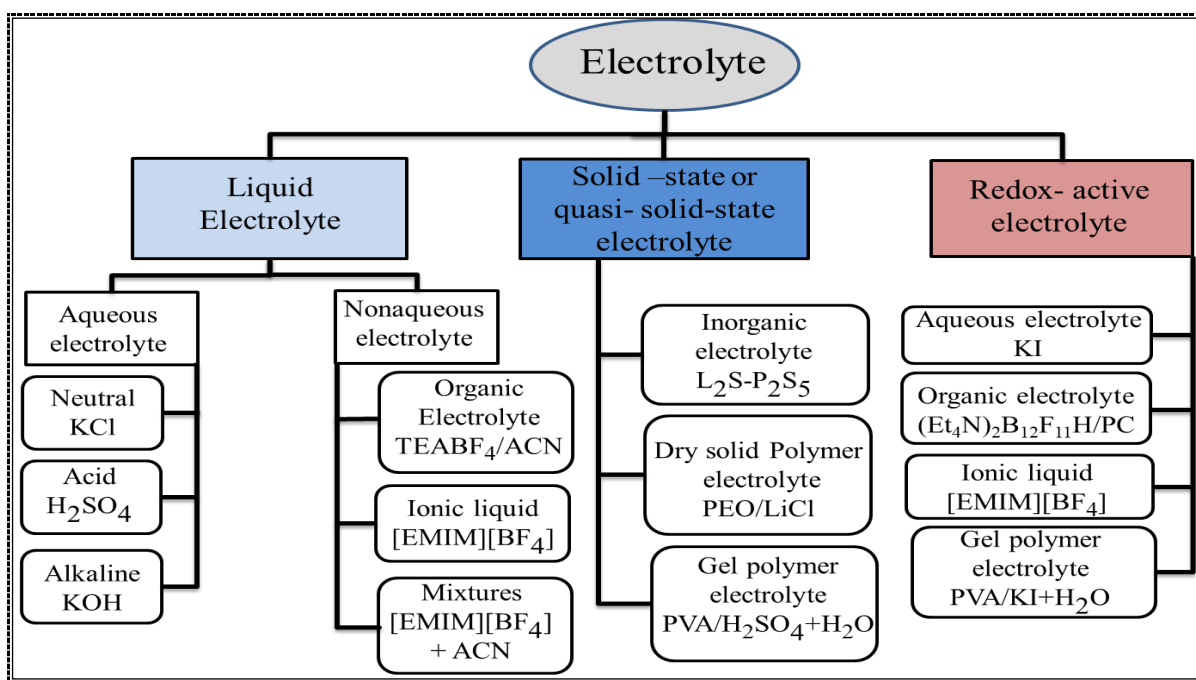 Electrolyte
Liquid
Electrolyte
Solid –state or
quasi- solid-state
electrolyte
Redox- active
electrolyte
Aqueous
electrolyte
Neutral
KCl
Acid
H₂SO₄
Alkaline
KOH
Nonaqueous
electrolyte
Organic
Electrolyte
TEABF₄/ACN
Ionic liquid
[EMIM][BF₄]
Mixtures
[EMIM][BF₄]
+ ACN
Inorganic
electrolyte
L₂S-P₂S₅
Dry solid Polymer
electrolyte
PEO/LiCl
Gel polymer
electrolyte
PVA/H₂SO₄+H₂O
Aqueous electrolyte
KI
Organic electrolyte
(Et₄N)₂B₁₂F₁₁H/PC
Ionic liquid
[EMIM][BF₄]
Gel polymer
electrolyte
PVA/KI+H₂O